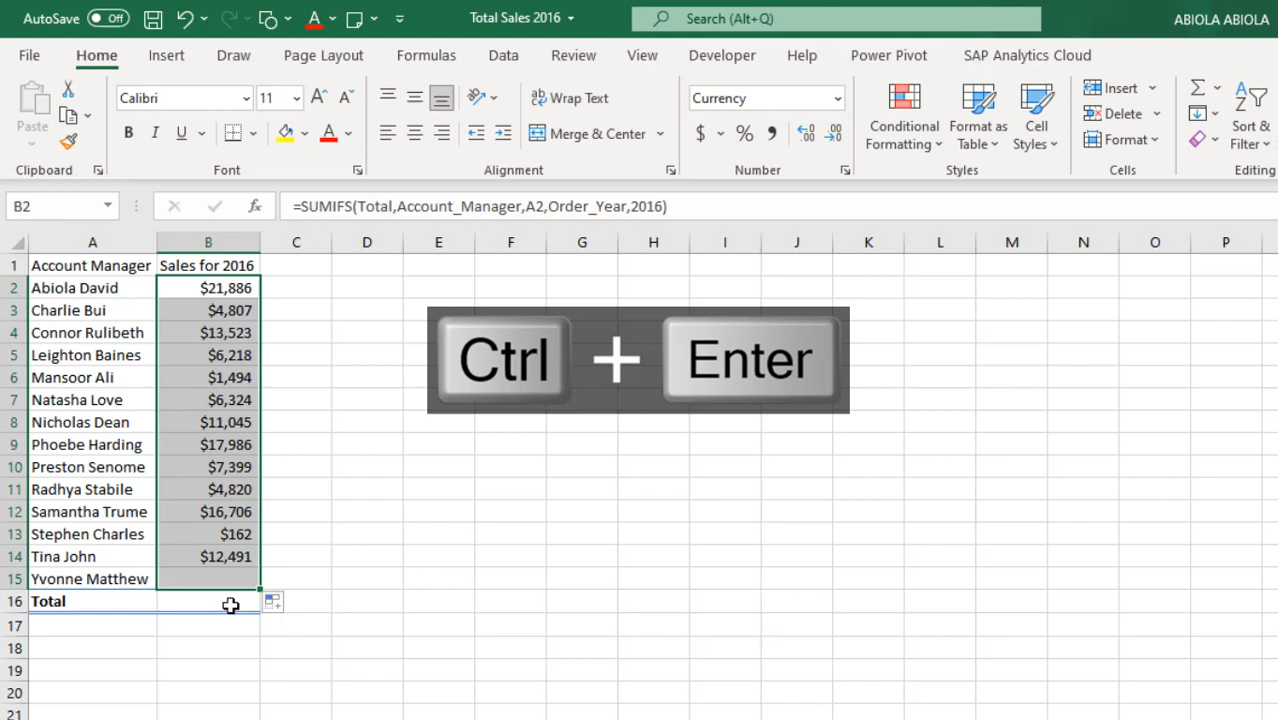 AutoSave Off Total Sales 2016 Search (Alt+Q) ABIOLA ABIOLA
File Home Insert Draw Page Layout Formulas Data Review View Developer Help Power Pivot SAP Analytics Cloud
Paste Calibri 11 A A Wrap Text Currency Conditional Formatting Format as Table Cell Styles Insert Σ Sort & Filter
B I U A Merge & Center $ % , Delete Format
Clipboard Font Alignment Number Styles Cells Editing
B2 fx =SUMIFS(Total,Account_Manager,A2,Order_Year,2016)
A B C D E F G H I J K L M N O P
1 Account Manager Sales for 2016
2 Abiola David $21,886
3 Charlie Bui $4,807
4 Connor Rulibeth $13,523
5 Leighton Baines $6,218
6 Mansoor Ali $1,494
7 Natasha Love $6,324
8 Nicholas Dean $11,045
9 Phoebe Harding $17,986
10 Preston Senome $7,399
11 Radhya Stabile $4,820
12 Samantha Trume $16,706
13 Stephen Charles $162
14 Tina John $12,491
15 Yvonne Matthew
16 Total
17
18
19
20
21
Ctrl + Enter